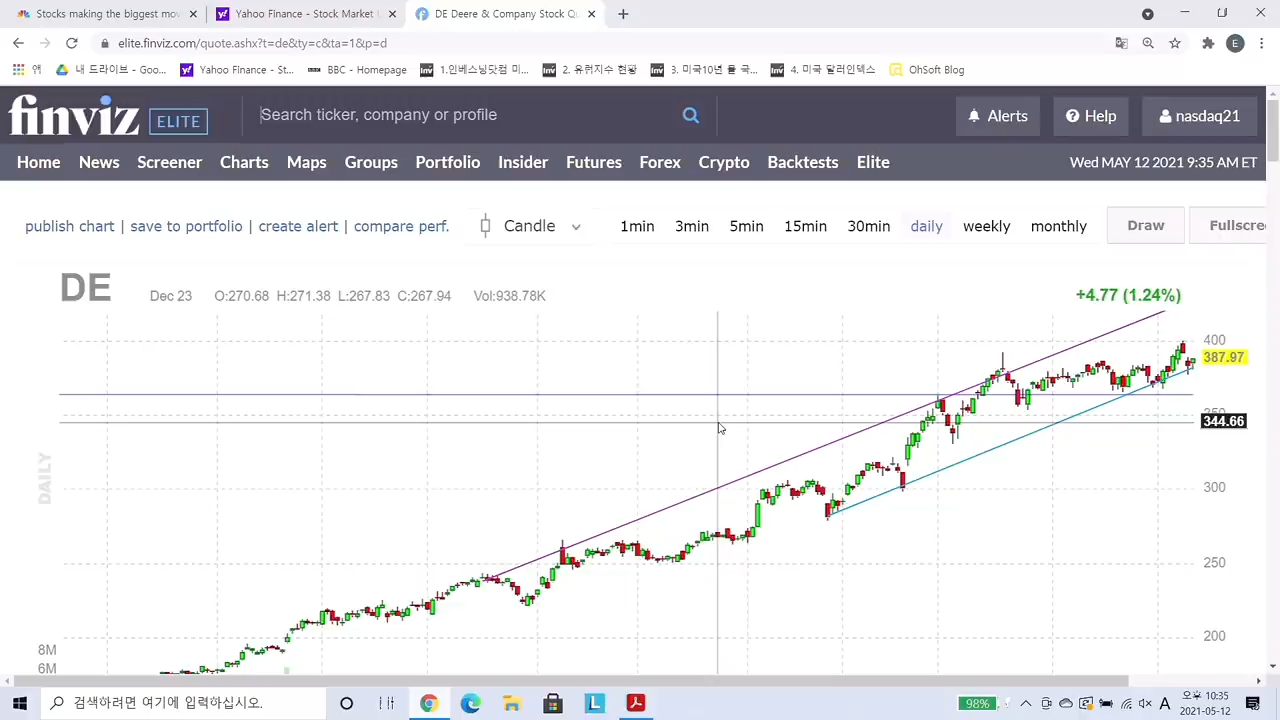 Stocks making the biggest mov
Yahoo Finance - Stock Market L
DE Deere & Company Stock Qu
elite.finviz.com/quote.ashx?t=de&ty=c&ta=1&p=d
E
앱
내 드라이브 - Goo...
Yahoo Finance - St...
BBC - Homepage
1.인베스팅닷컴 미...
2. 유런지수 현황
3. 미국10년 물 국...
4. 미국 달러인덱스
OhSoft Blog
finviz ELITE
Search ticker, company or profile
Alerts
Help
nasdaq21
Home News Screener Charts Maps Groups Portfolio Insider Futures Forex Crypto Backtests Elite
Wed MAY 12 2021 9:35 AM ET
publish chart | save to portfolio | create alert | compare perf.
Candle
1min 3min 5min 15min 30min daily weekly monthly
Draw
Fullscre
DE
Dec 23 O:270.68 H:271.38 L:267.83 C:267.94 Vol:938.78K
+4.77 (1.24%)
400
387.97
344.66
300
250
200
DAILY
8M
6M
검색하려면 여기에 입력하십시오.
98%
A
오후 10:35
2021-05-12